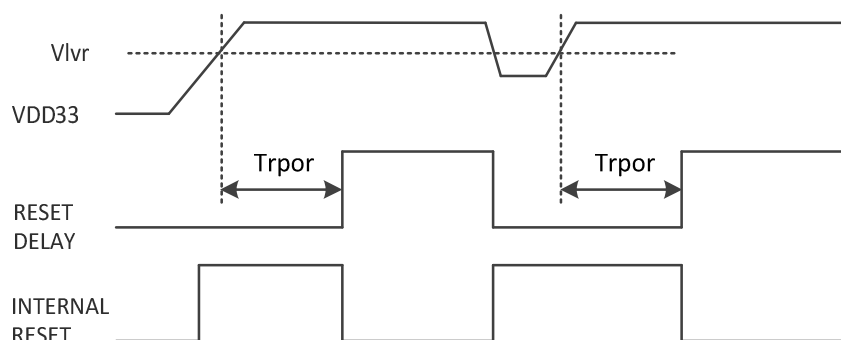 Vlvr
VDD33
Trpor
Trpor
RESET
DELAY
INTERNAL
RESET